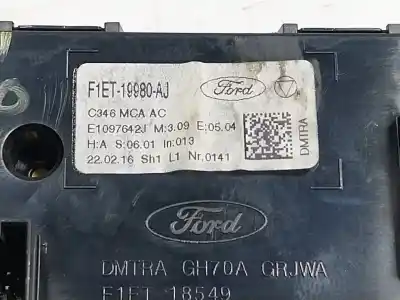 F1ET-19980-AJ
Ford
C346 MCA AC
E1097642J M:3.09 E:05.04
H:A S:06.01 In:013
22.02.16 Sh1 L1 Nr.0141
DMTRA
Ford
DMTRA GH70A GRJWA
F1ET 18549